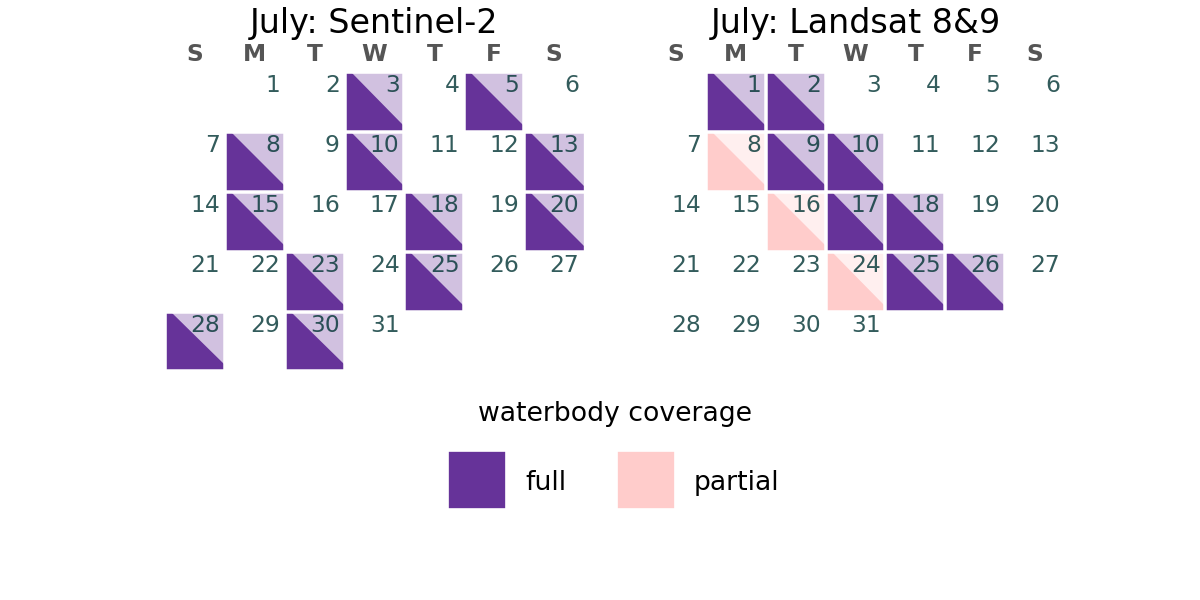 July: Sentinel-2
S M T W T F S
1 2 3 4 5 6
7 8 9 10 11 12 13
14 15 16 17 18 19 20
21 22 23 24 25 26 27
28 29 30 31
July: Landsat 8&9
S M T W T F S
1 2 3 4 5 6
7 8 9 10 11 12 13
14 15 16 17 18 19 20
21 22 23 24 25 26 27
28 29 30 31
waterbody coverage
full partial